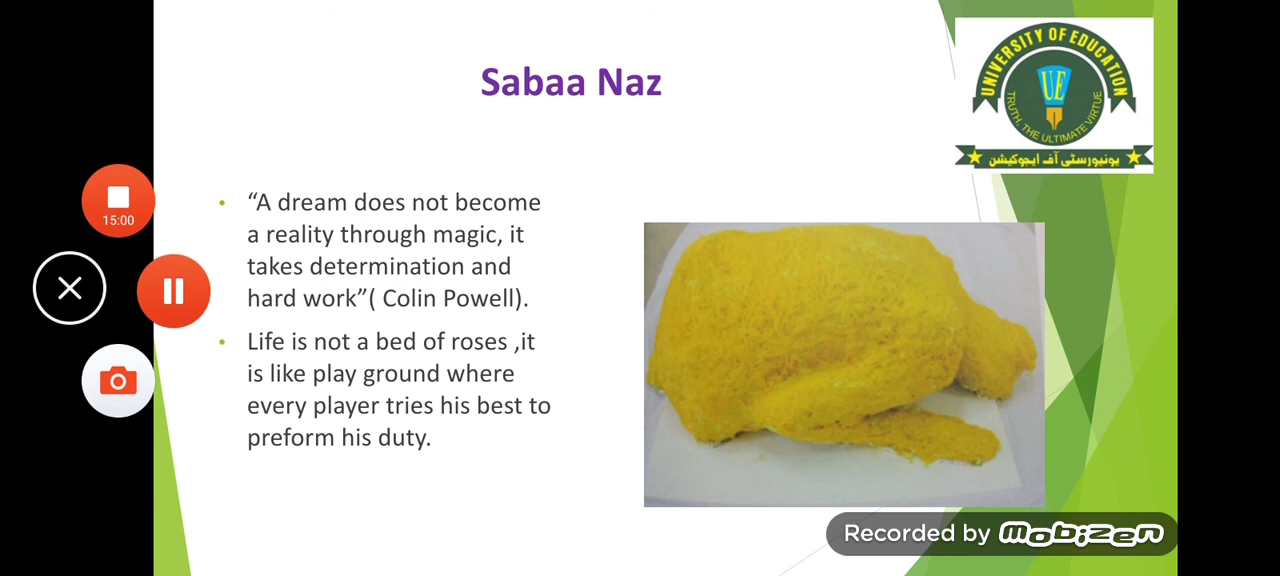 Sabaa Naz
UNIVERSITY OF EDUCATION
UE
TRUTH, THE ULTIMATE VIRTUE
یونیورسٹی آف ایجوکیشن
15:00
“A dream does not become
a reality through magic, it
takes determination and
hard work”( Colin Powell).
Life is not a bed of roses ,it
is like play ground where
every player tries his best to
preform his duty.
Recorded by mobizen